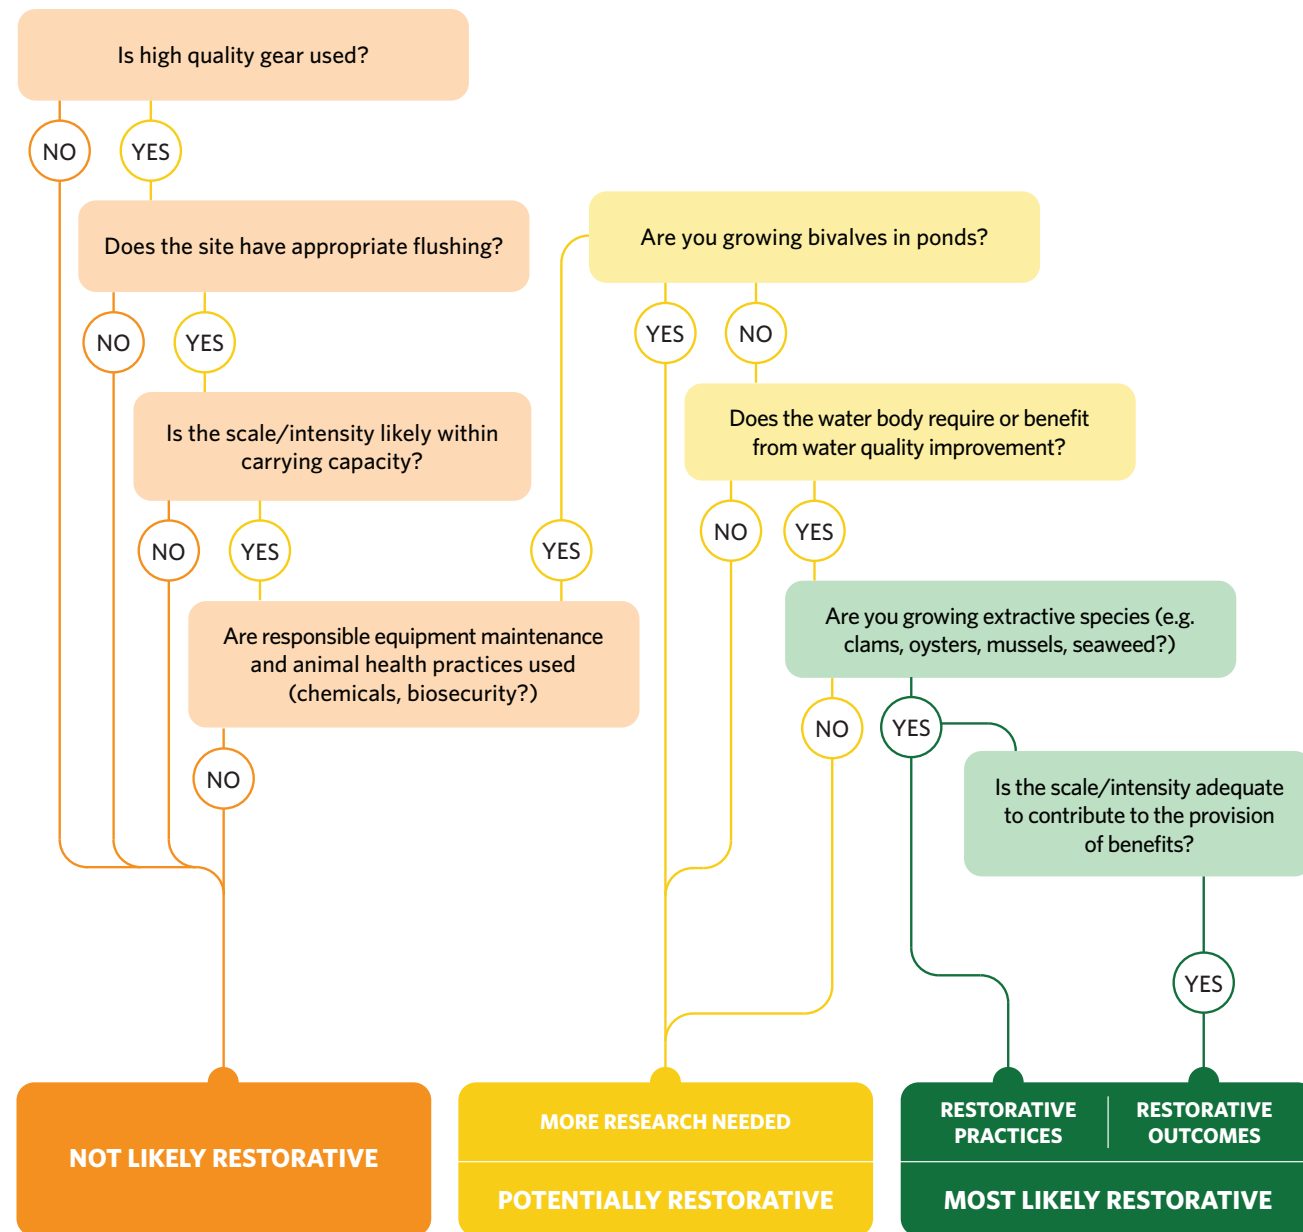 Is high quality gear used?
NO
YES
Does the site have appropriate flushing?
NO
YES
Is the scale/intensity likely within
carrying capacity?
NO
YES
Are responsible equipment maintenance
and animal health practices used
(chemicals, biosecurity?)
NO
YES
Are you growing bivalves in ponds?
YES
NO
Does the water body require or benefit
from water quality improvement?
NO
YES
Are you growing extractive species (e.g.
clams, oysters, mussels, seaweed?)
NO
YES
Is the scale/intensity adequate
to contribute to the provision
of benefits?
YES
NOT LIKELY RESTORATIVE
MORE RESEARCH NEEDED
POTENTIALLY RESTORATIVE
RESTORATIVE
PRACTICES
RESTORATIVE
OUTCOMES
MOST LIKELY RESTORATIVE